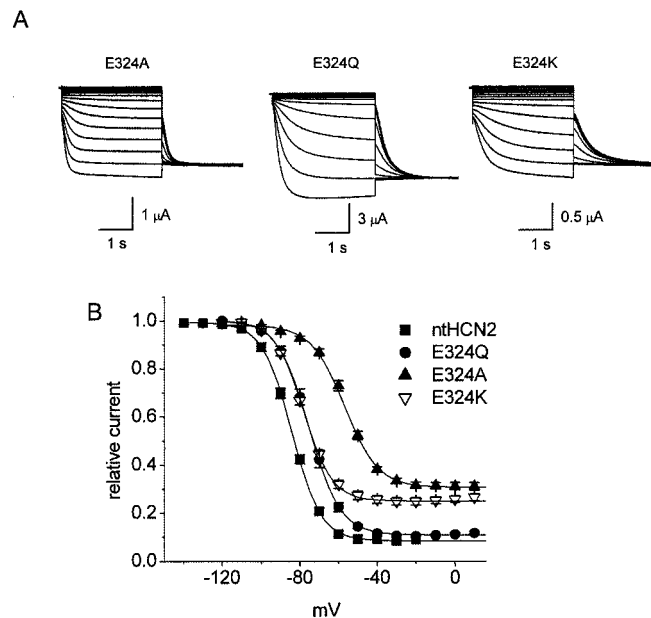 A
E324A E324Q E324K
1 µA 3 µA 0.5 µA
1 s 1 s 1 s
B
ntHCN2
E324Q
E324A
E324K
relative current
1.0
0.8
0.6
0.4
0.2
0.0
-120 -80 -40 0
mV